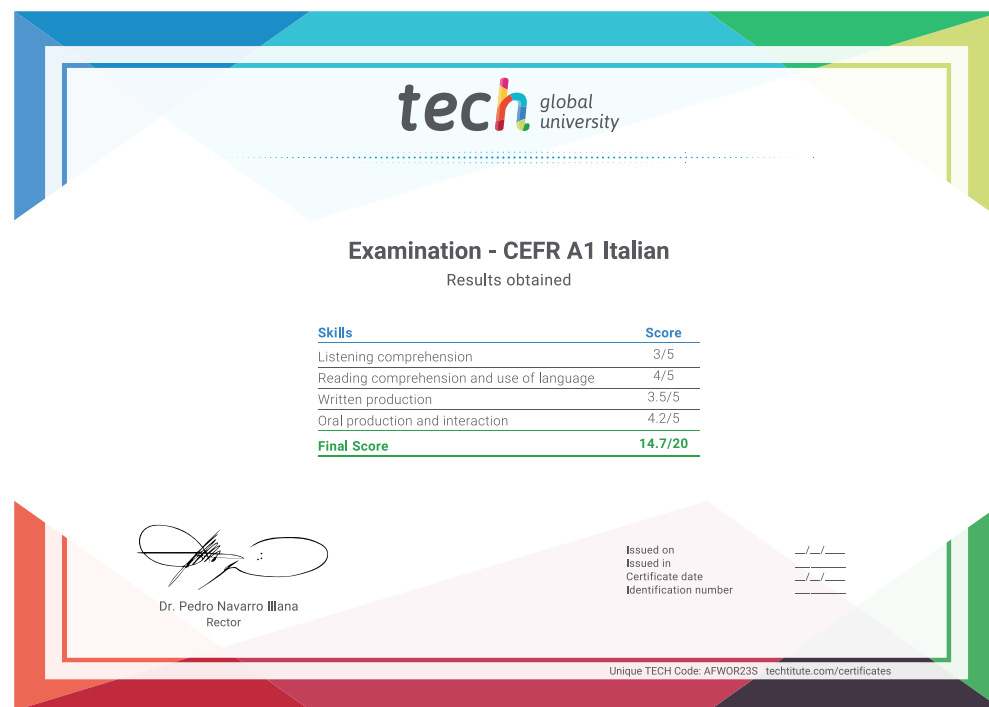 tech global university
Examination - CEFR A1 Italian
Results obtained
Skills Score
Listening comprehension 3/5
Reading comprehension and use of language 4/5
Written production 3.5/5
Oral production and interaction 4.2/5
Final Score 14.7/20
Issued on __/__/____
Issued in ________
Certificate date __/__/____
Identification number ________
Dr. Pedro Navarro Illana
Rector
Unique TECH Code: AFWOR23S techtitute.com/certificates